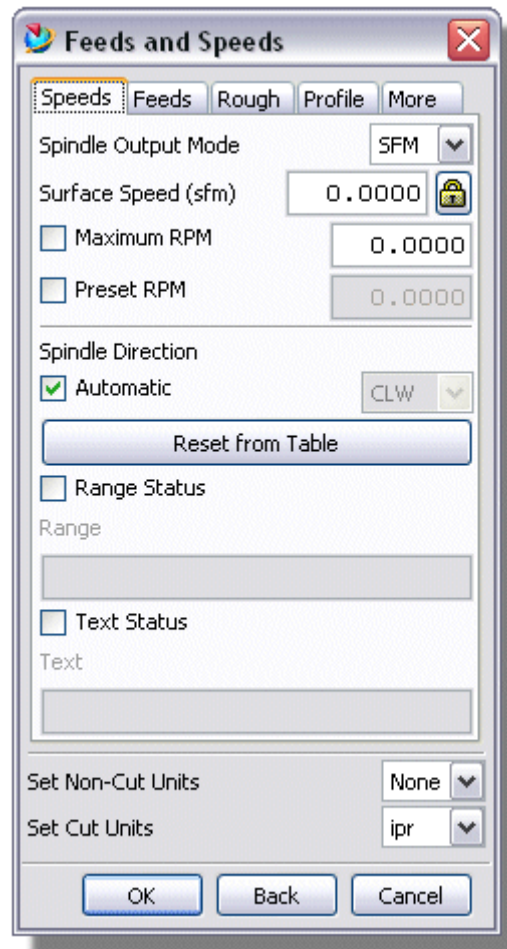 Feeds and Speeds
Speeds Feeds Rough Profile More
Spindle Output Mode SFM
Surface Speed (sfm) 0.0000
Maximum RPM 0.0000
Preset RPM 0.0000
Spindle Direction
Automatic CLW
Reset from Table
Range Status
Range
Text Status
Text
Set Non-Cut Units None
Set Cut Units ipr
OK Back Cancel